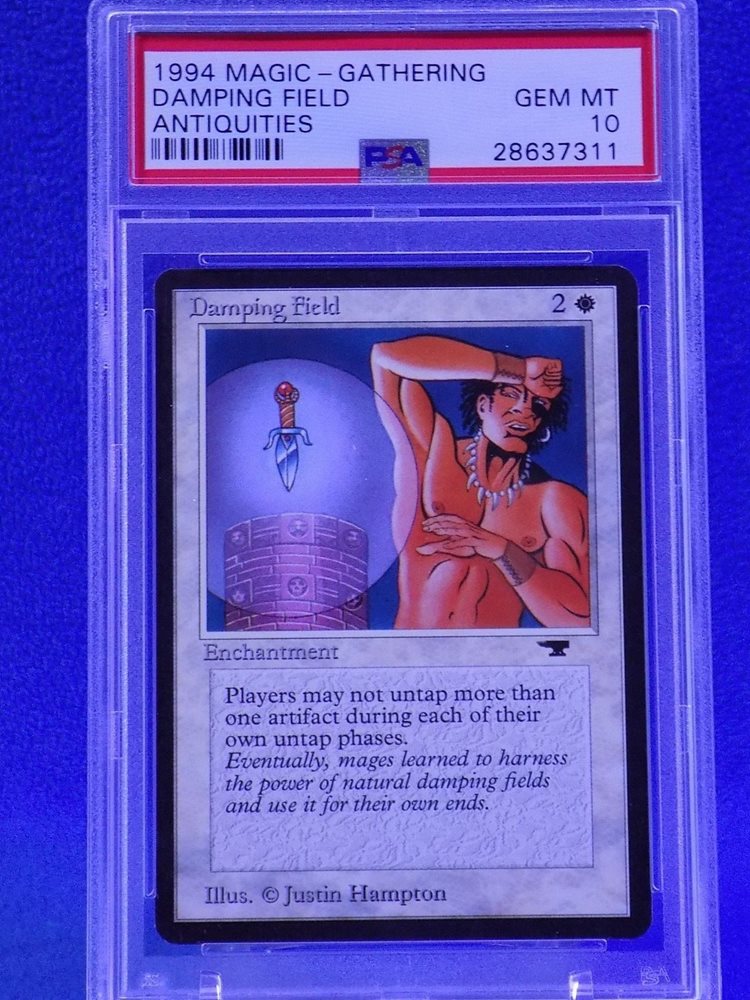 1994 MAGIC – GATHERING
DAMPING FIELD GEM MT
ANTIQUITIES 10
PSA 28637311
Damping Field 2
Enchantment
Players may not untap more than
one artifact during each of their
own untap phases.
Eventually, mages learned to harness
the power of natural damping fields
and use it for their own ends.
Illus. © Justin Hampton
PSA